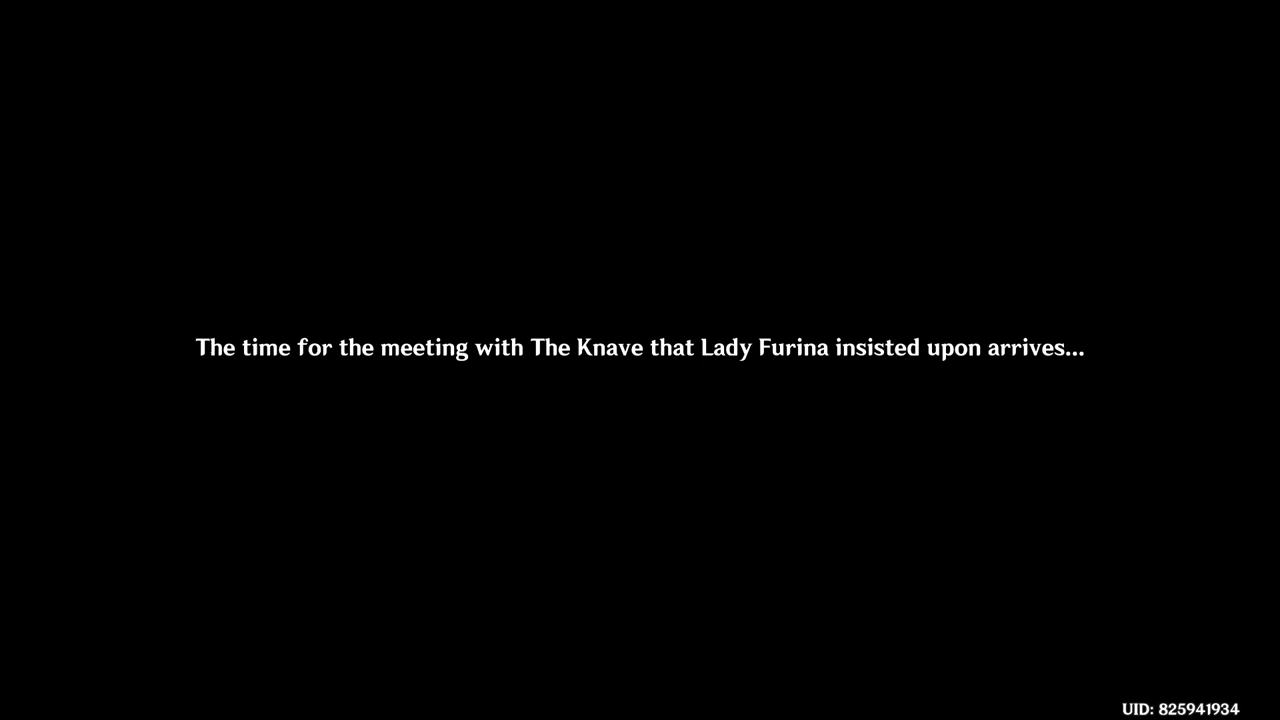 The time for the meeting with The Knave that Lady Furina insisted upon arrives...
UID: 825941934